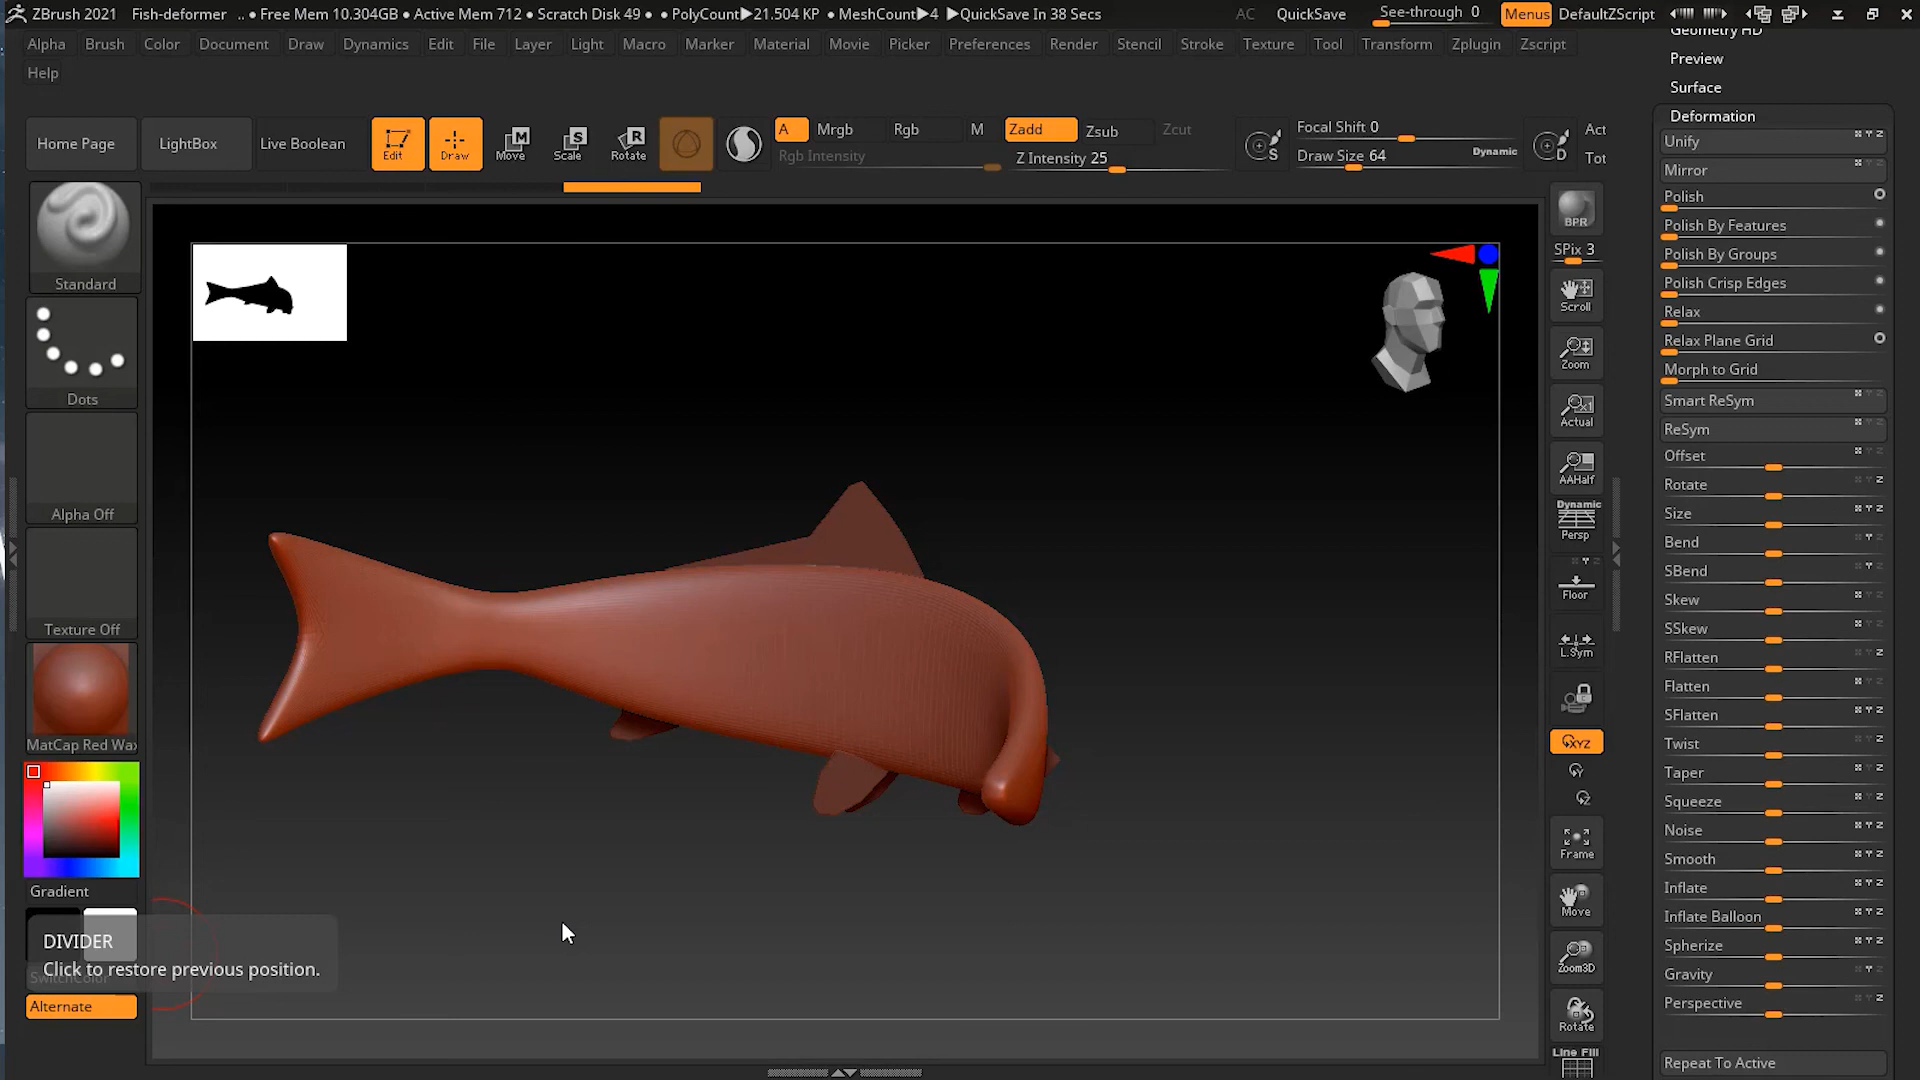 ZBrush 2021 Fish-deformer .. ● Free Mem 10.304GB ● Active Mem 712 ● Scratch Disk 49 ● ● PolyCount▶21.504 KP ● MeshCount▶4 ▶QuickSave In 38 Secs AC QuickSave See-through 0 Menus DefaultZScript
Alpha Brush Color Document Draw Dynamics Edit File Layer Light Macro Marker Material Movie Picker Preferences Render Stencil Stroke Texture Tool Transform Zplugin Zscript
Help
Home Page
LightBox
Live Boolean
Edit
Draw
Move
Scale
Rotate
A Mrgb Rgb M Zadd Zsub Zcut
Rgb Intensity
Z Intensity 25
Focal Shift 0
Draw Size 64
Dynamic
Act
Tot
Standard
Dots
Alpha Off
Texture Off
MatCap Red Wax
Gradient
DIVIDER
Click to restore previous position.
SwitchColor
Alternate
BPR
SPix 3
Scroll
Zoom
Actual
AAHalf
Dynamic
Persp
Floor
L.Sym
XYZ
Y
Z
Frame
Move
Zoom3D
Rotate
Line Fill
Geometry HD
Preview
Surface
Deformation
Unify
Mirror
Polish
Polish By Features
Polish By Groups
Polish Crisp Edges
Relax
Relax Plane Grid
Morph to Grid
Smart ReSym
ReSym
Offset
Rotate
Size
Bend
SBend
Skew
SSkew
RFlatten
Flatten
SFlatten
Twist
Taper
Squeeze
Noise
Smooth
Inflate
Inflate Balloon
Spherize
Gravity
Perspective
Repeat To Active